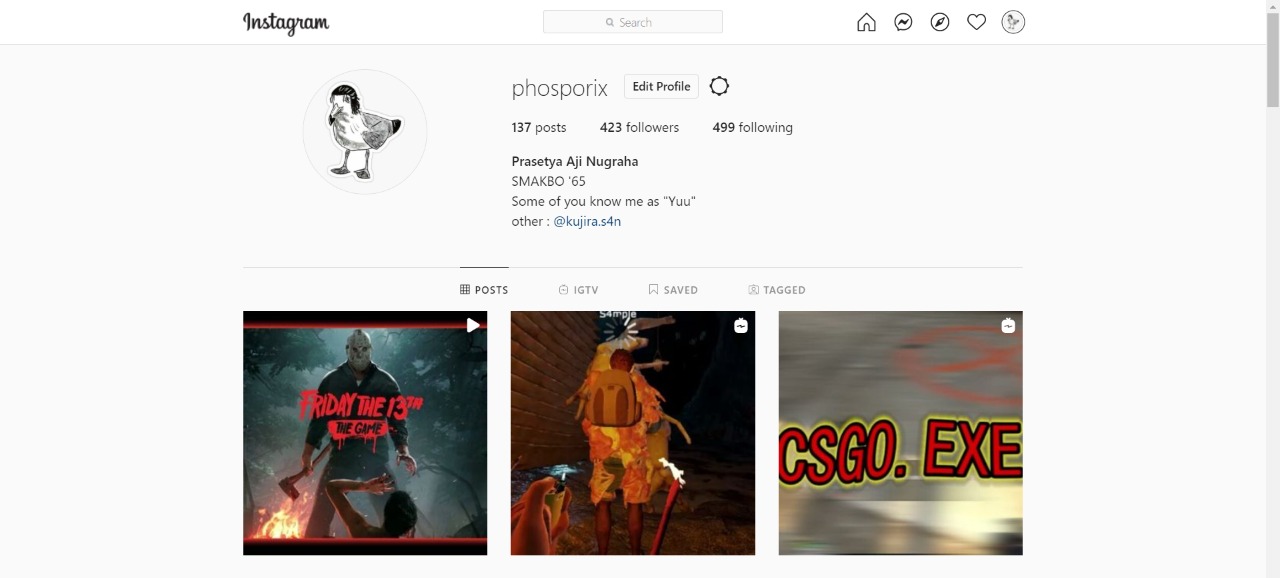 Instagram
Search
phosporix
Edit Profile
137 posts 423 followers 499 following
Prasetya Aji Nugraha
SMAKBO '65
Some of you know me as "Yuu"
other : @kujira.s4n
POSTS IGTV SAVED TAGGED
S4mple
FRIDAY THE 13TH
THE GAME
CSGO. EXE